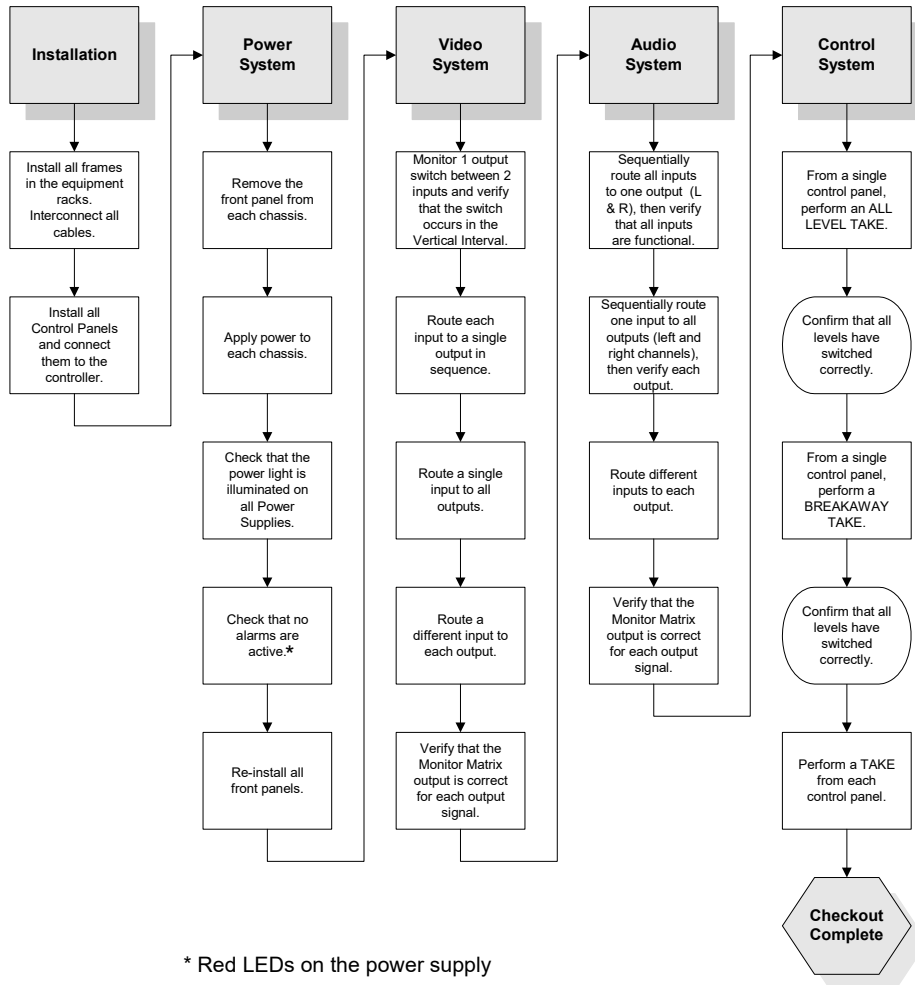 Installation
Install all frames
in the equipment
racks.
Interconnect all
cables.
Install all
Control Panels
and connect
them to the
controller.
Power
System
Remove the
front panel from
each chassis.
Apply power to
each chassis.
Check that the
power light is
illuminated on
all Power
Supplies.
Check that no
alarms are
active.*
Re-install all
front panels.
Video
System
Monitor 1 output
switch between 2
inputs and verify
that the switch
occurs in the
Vertical Interval.
Route each
input to a single
output in
sequence.
Route a single
input to all
outputs.
Route a
different input to
each output.
Verify that the
Monitor Matrix
output is correct
for each output
signal.
Audio
System
Sequentially
route all inputs
to one output (L
& R), then verify
that all inputs
are functional.
Sequentially route
one input to all
outputs (left and
right channels),
then verify each
output.
Route different
inputs to each
output.
Verify that the
Monitor Matrix
output is correct
for each output
signal.
Control
System
From a single
control panel,
perform an ALL
LEVEL TAKE.
Confirm that all
levels have
switched
correctly.
From a single
control panel,
perform a
BREAKAWAY
TAKE.
Confirm that all
levels have
switched
correctly.
Perform a TAKE
from each
control panel.
Checkout
Complete
* Red LEDs on the power supply